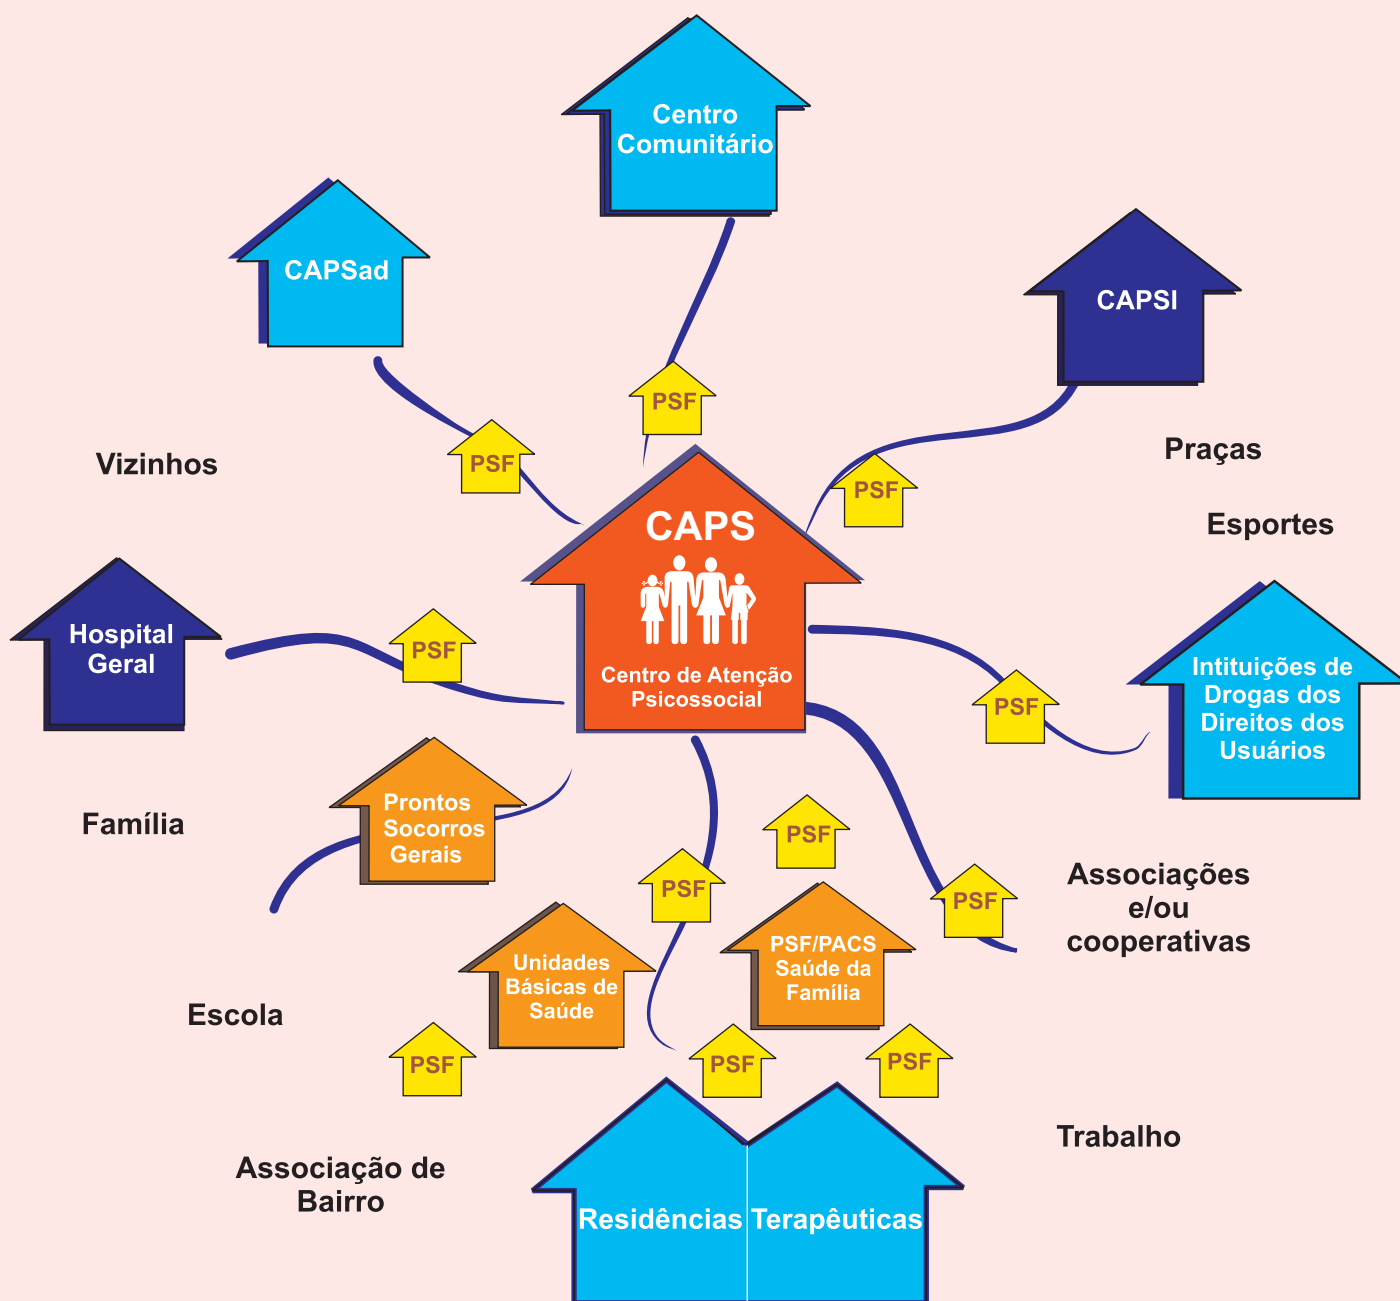 Centro
Comunitário
CAPSad
CAPSI
PSF
Praças
Vizinhos
PSF
PSF
Esportes
CAPS
Hospital
Geral
PSF
Centro de Atenção
Psicossocial
Intituições de
Drogas dos
Direitos dos
Usuários
PSF
Família
Prontos
Socorros
Gerais
PSF
PSF
PSF
Associações
e/ou
cooperativas
Unidades
Básicas de
Saúde
PSF/PACS
Saúde da
Família
Escola
PSF
PSF
PSF
Trabalho
Associação de
Bairro
Residências
Terapêuticas